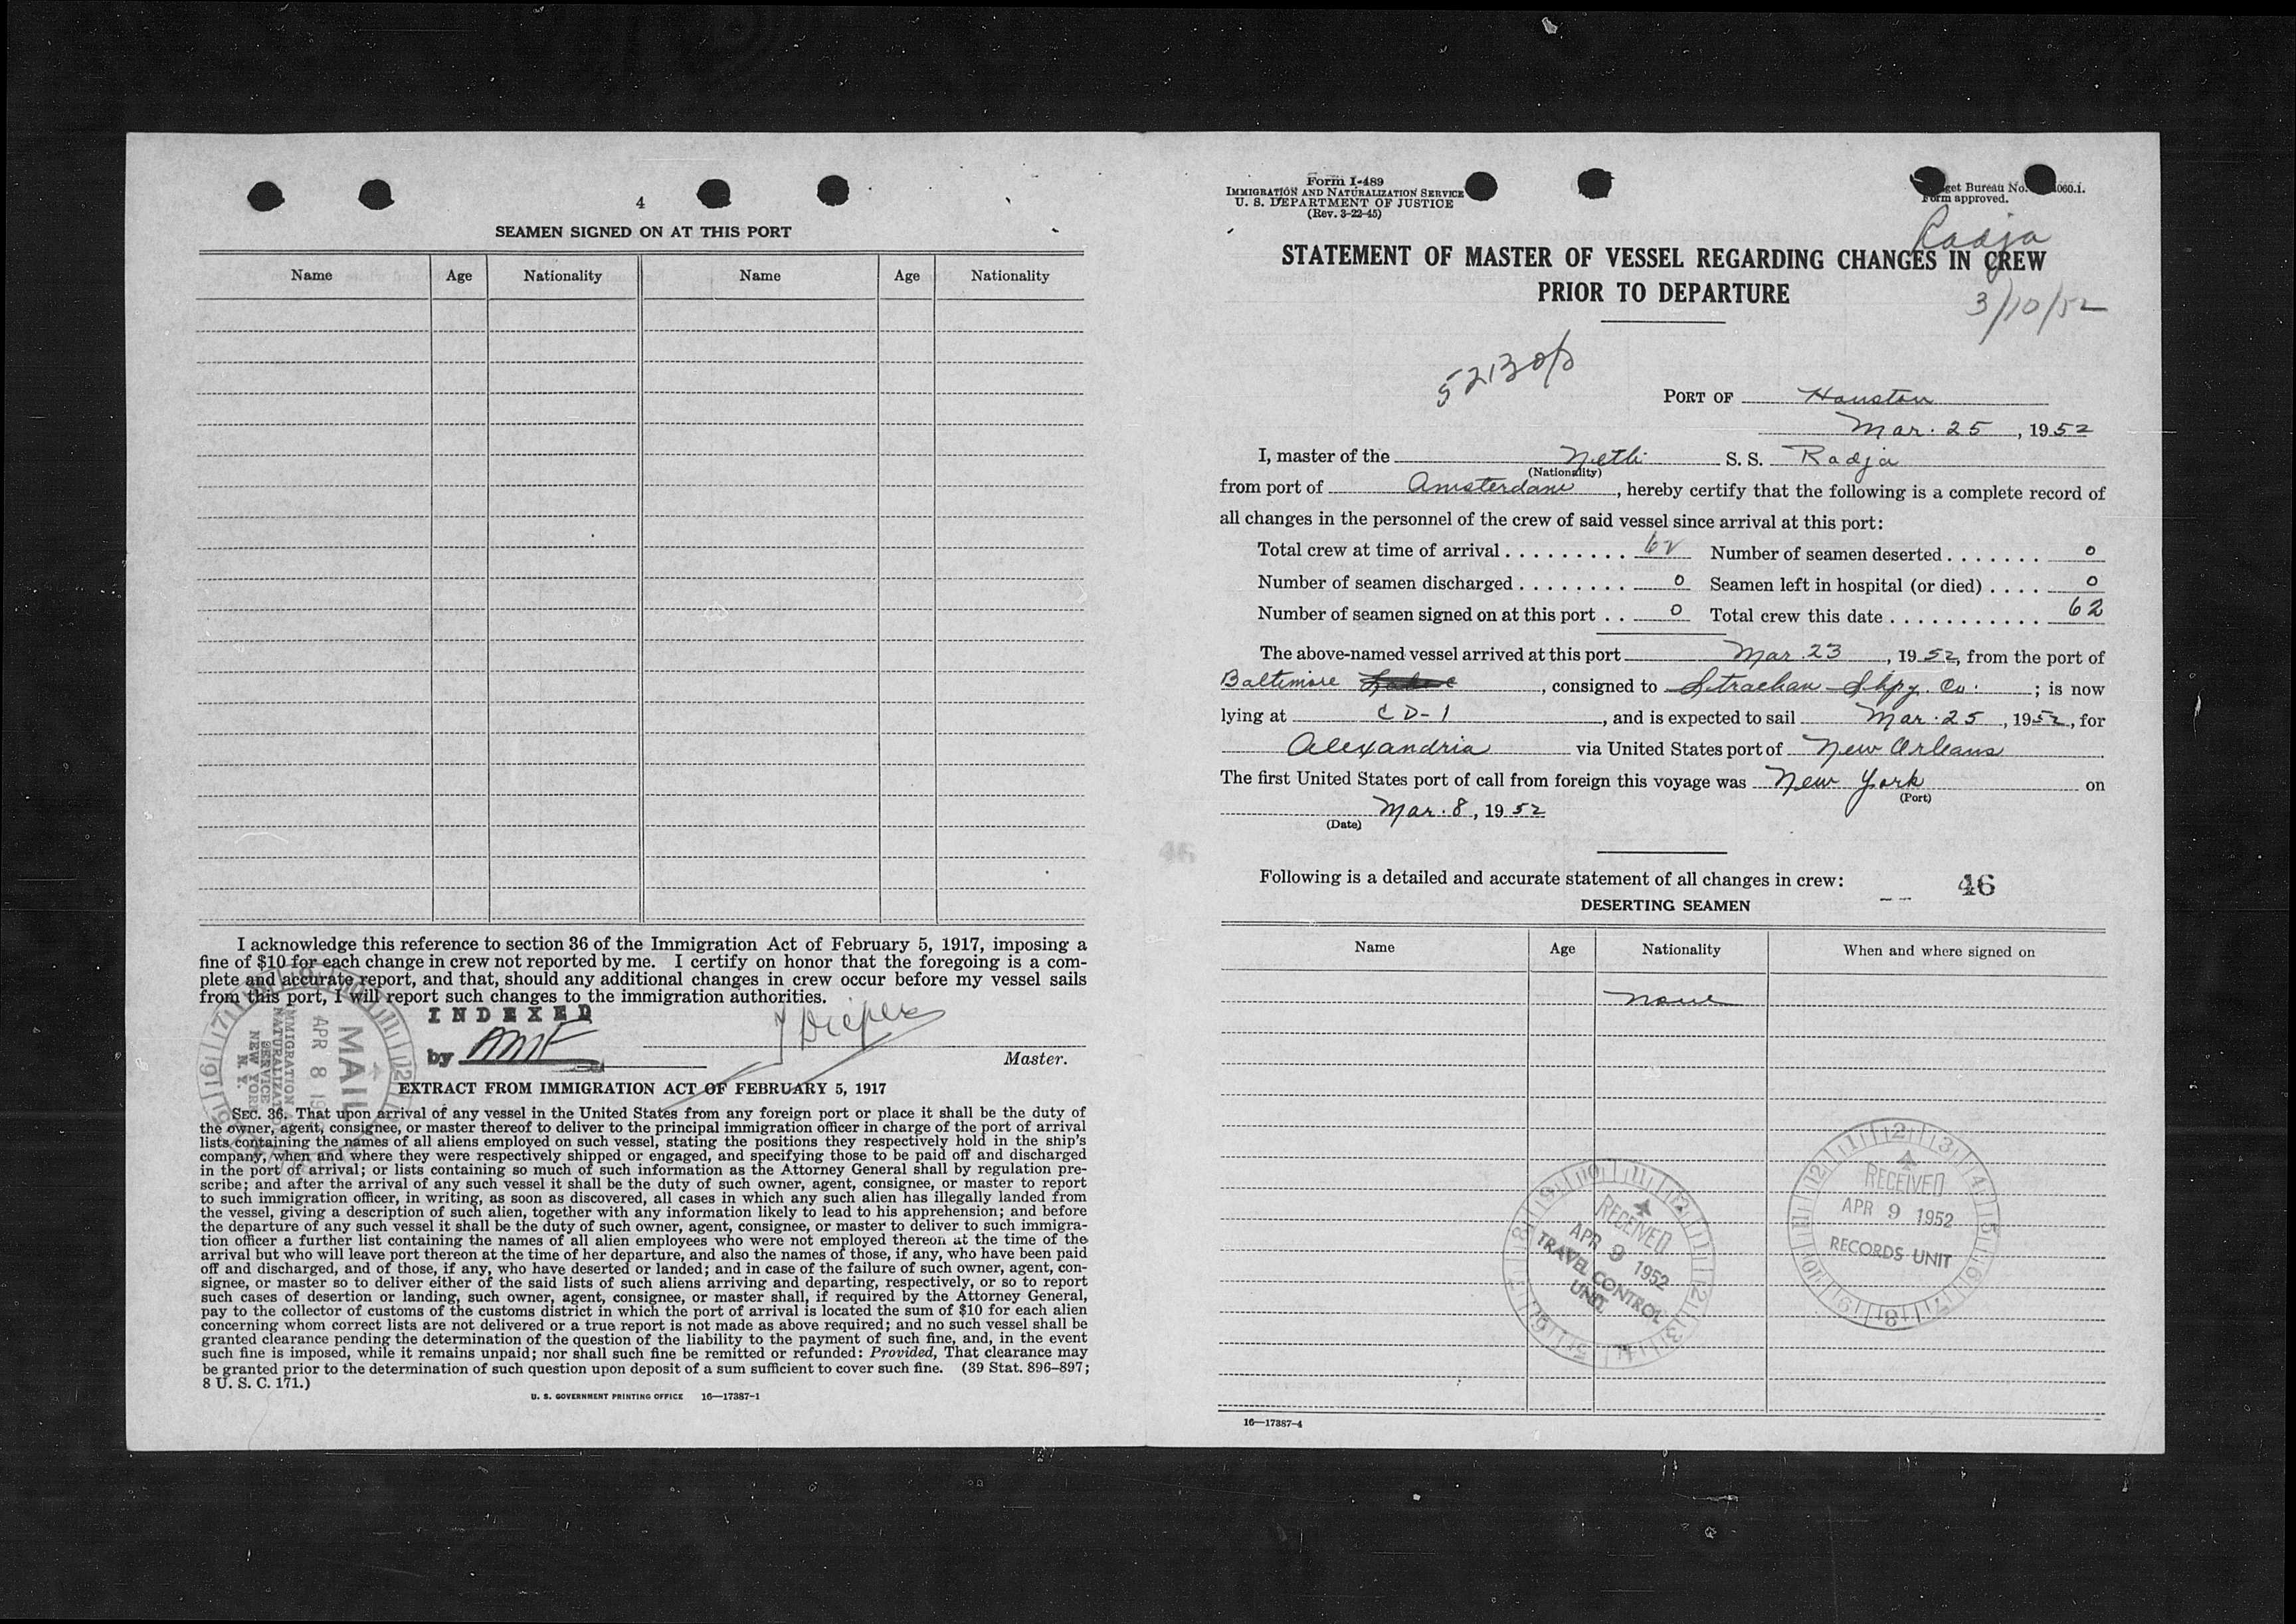 4
SEAMEN SIGNED ON AT THIS PORT
Name Age Nationality Name Age Nationality
I acknowledge this reference to section 36 of the Immigration Act of February 5, 1917, imposing a
fine of $10 for each change in crew not reported by me. I certify on honor that the foregoing is a com-
plete and accurate report, and that, should any additional changes in crew occur before my vessel sails
from this port, I will report such changes to the immigration authorities.
INDEXED
by
Master.
MAIL
APR 8
IMMIGRATION
NATURALIZATION
SERVICE
NEW YORK
N. Y.
EXTRACT FROM IMMIGRATION ACT OF FEBRUARY 5, 1917
SEC. 36. That upon arrival of any vessel in the United States from any foreign port or place it shall be the duty of
the owner, agent, consignee, or master thereof to deliver to the principal immigration officer in charge of the port of arrival
lists containing the names of all aliens employed on such vessel, stating the positions they respectively hold in the ship's
company, when and where they were respectively shipped or engaged, and specifying those to be paid off and discharged
in the port of arrival; or lists containing so much of such information as the Attorney General shall by regulation pre-
scribe; and after the arrival of any such vessel it shall be the duty of such owner, agent, consignee, or master to report
to such immigration officer, in writing, as soon as discovered, all cases in which any such alien has illegally landed from
the vessel, giving a description of such alien, together with any information likely to lead to his apprehension; and before
the departure of any such vessel it shall be the duty of such owner, agent, consignee, or master to deliver to such immigra-
tion officer a further list containing the names of all alien employees who were not employed thereon at the time of the
arrival but who will leave port thereon at the time of her departure, and also the names of those, if any, who have been paid
off and discharged, and of those, if any, who have deserted or landed; and in case of the failure of such owner, agent, con-
signee, or master so to deliver either of the said lists of such aliens arriving and departing, respectively, or so to report
such cases of desertion or landing, such owner, agent, consignee, or master shall, if required by the Attorney General,
pay to the collector of customs of the customs district in which the port of arrival is located the sum of $10 for each alien
concerning whom correct lists are not delivered or a true report is not made as above required; and no such vessel shall be
granted clearance pending the determination of the question of the liability to the payment of such fine, and, in the event
such fine is imposed, while it remains unpaid; nor shall such fine be remitted or refunded: Provided, That clearance may
be granted prior to the determination of such question upon deposit of a sum sufficient to cover such fine. (39 Stat. 896–897;
8 U. S. C. 171.)
U. S. GOVERNMENT PRINTING OFFICE 16—17387-1
Form I-489
IMMIGRATION AND NATURALIZATION SERVICE
U. S. DEPARTMENT OF JUSTICE
(Rev. 3-22-45)
get Bureau No. 060.1.
Form approved.
Radja
STATEMENT OF MASTER OF VESSEL REGARDING CHANGES IN CREW
PRIOR TO DEPARTURE
3/10/52
PORT OF Houston
Mar. 25, 1952
I, master of the Neth S. S. Radja
(Nationality)
from port of Amsterdam, hereby certify that the following is a complete record of
all changes in the personnel of the crew of said vessel since arrival at this port:
Total crew at time of arrival . . . . . . . . . 62 Number of seamen deserted . . . . . . . 0
Number of seamen discharged . . . . . . . . 0 Seamen left in hospital (or died) . . . . 0
Number of seamen signed on at this port . . 0 Total crew this date . . . . . . . . . . . 62
The above-named vessel arrived at this port Mar. 23, 1952, from the port of
Baltimore, consigned to Strachan Shpg. Co.; is now
lying at CD-1, and is expected to sail Mar. 25, 1952, for
Alexandria via United States port of New Orleans
The first United States port of call from foreign this voyage was New York on
(Port)
Mar. 8, 1952
(Date)
Following is a detailed and accurate statement of all changes in crew: 46
DESERTING SEAMEN
Name Age Nationality When and where signed on
None
RECEIVED
APR 9 1952
TRAVEL CONTROL
UNIT
RECEIVED
APR 9 1952
RECORDS UNIT
16—17387-4